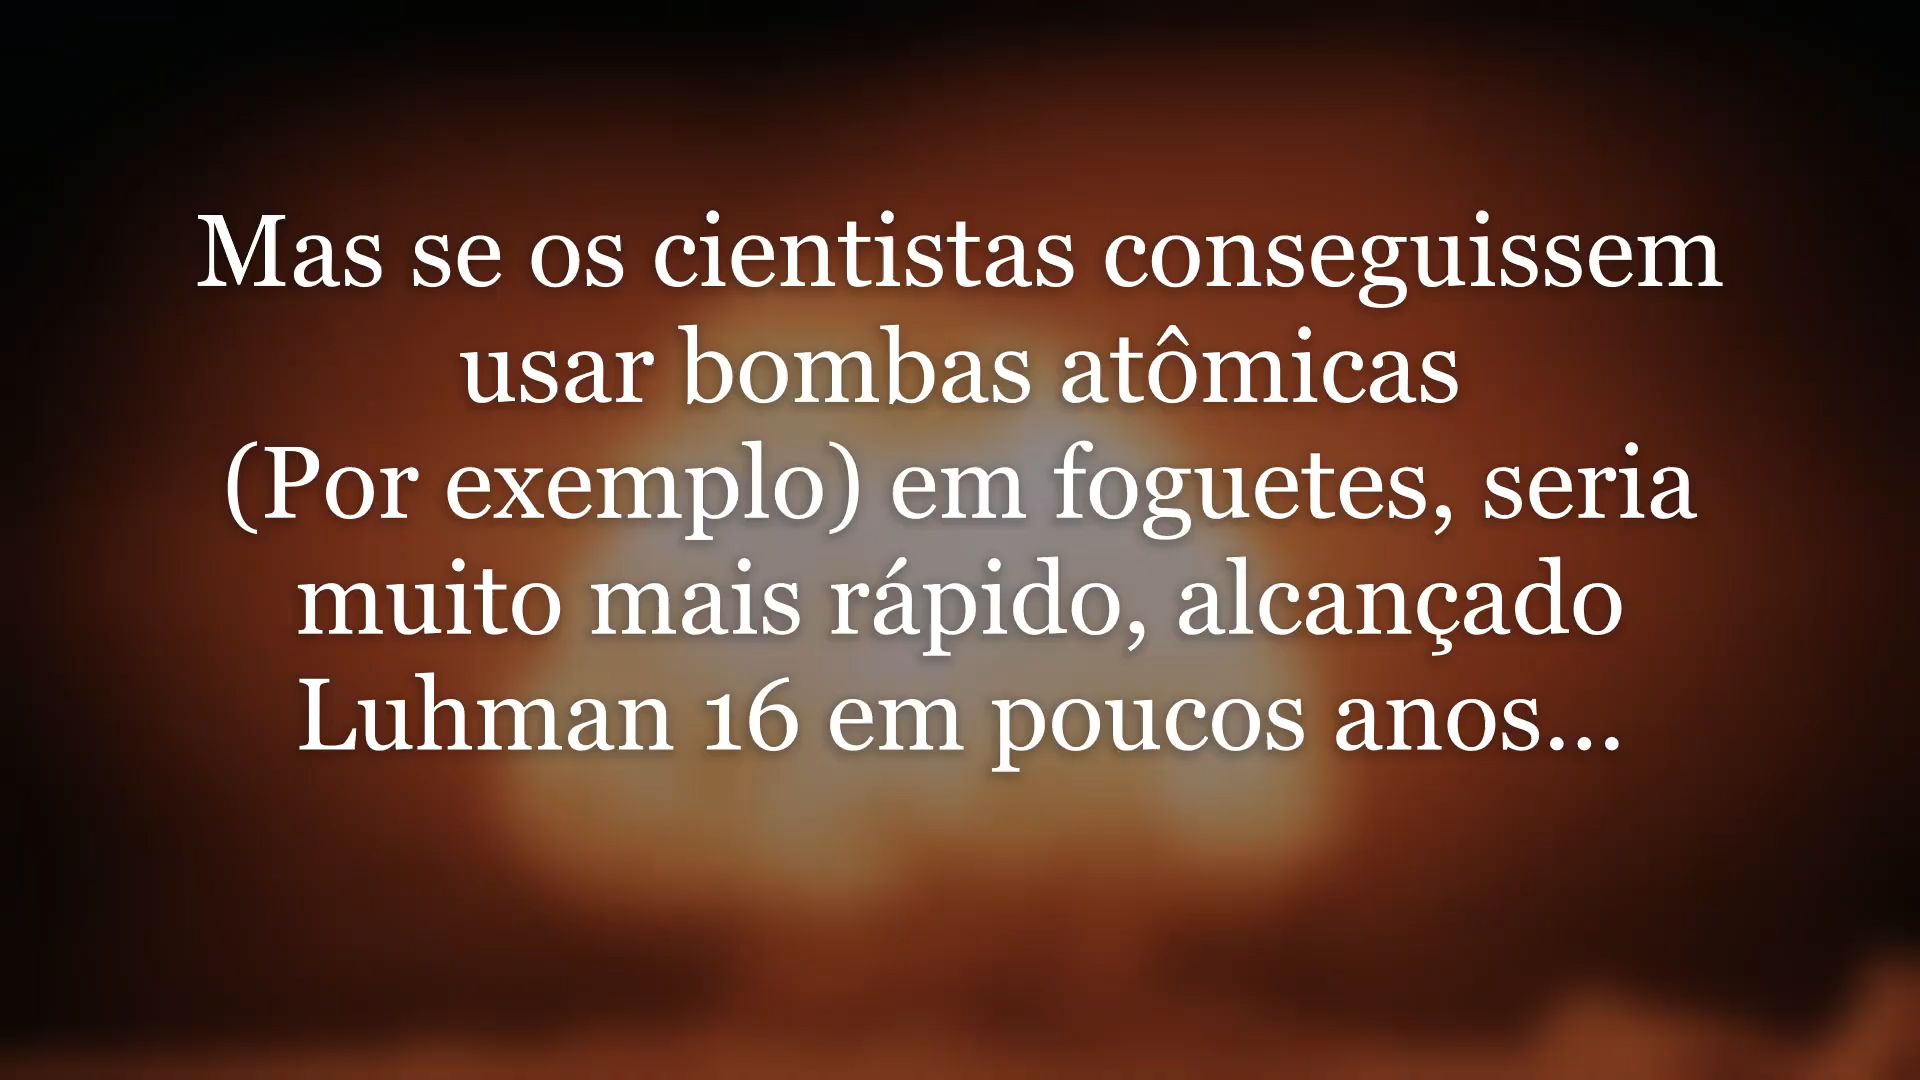 Mas se os cientistas conseguissem
usar bombas atômicas
(Por exemplo) em foguetes, seria
muito mais rápido, alcançado
Luhman 16 em poucos anos...